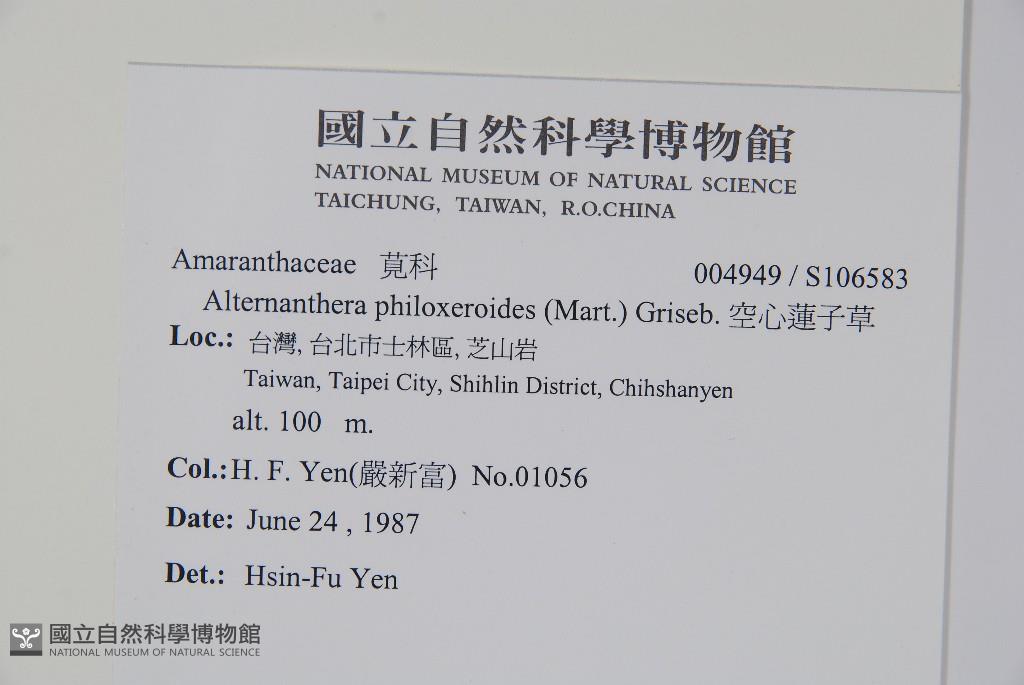 國立自然科學博物館
NATIONAL MUSEUM OF NATURAL SCIENCE
TAICHUNG, TAIWAN, R.O.CHINA
Amaranthaceae 莧科 004949 / S106583
Alternanthera philoxeroides (Mart.) Griseb. 空心蓮子草
Loc.: 台灣, 台北市士林區, 芝山岩
Taiwan, Taipei City, Shihlin District, Chihshanyen
alt. 100 m.
Col.: H. F. Yen(嚴新富) No.01056
Date: June 24 , 1987
Det.: Hsin-Fu Yen
國立自然科學博物館
NATIONAL MUSEUM OF NATURAL SCIENCE